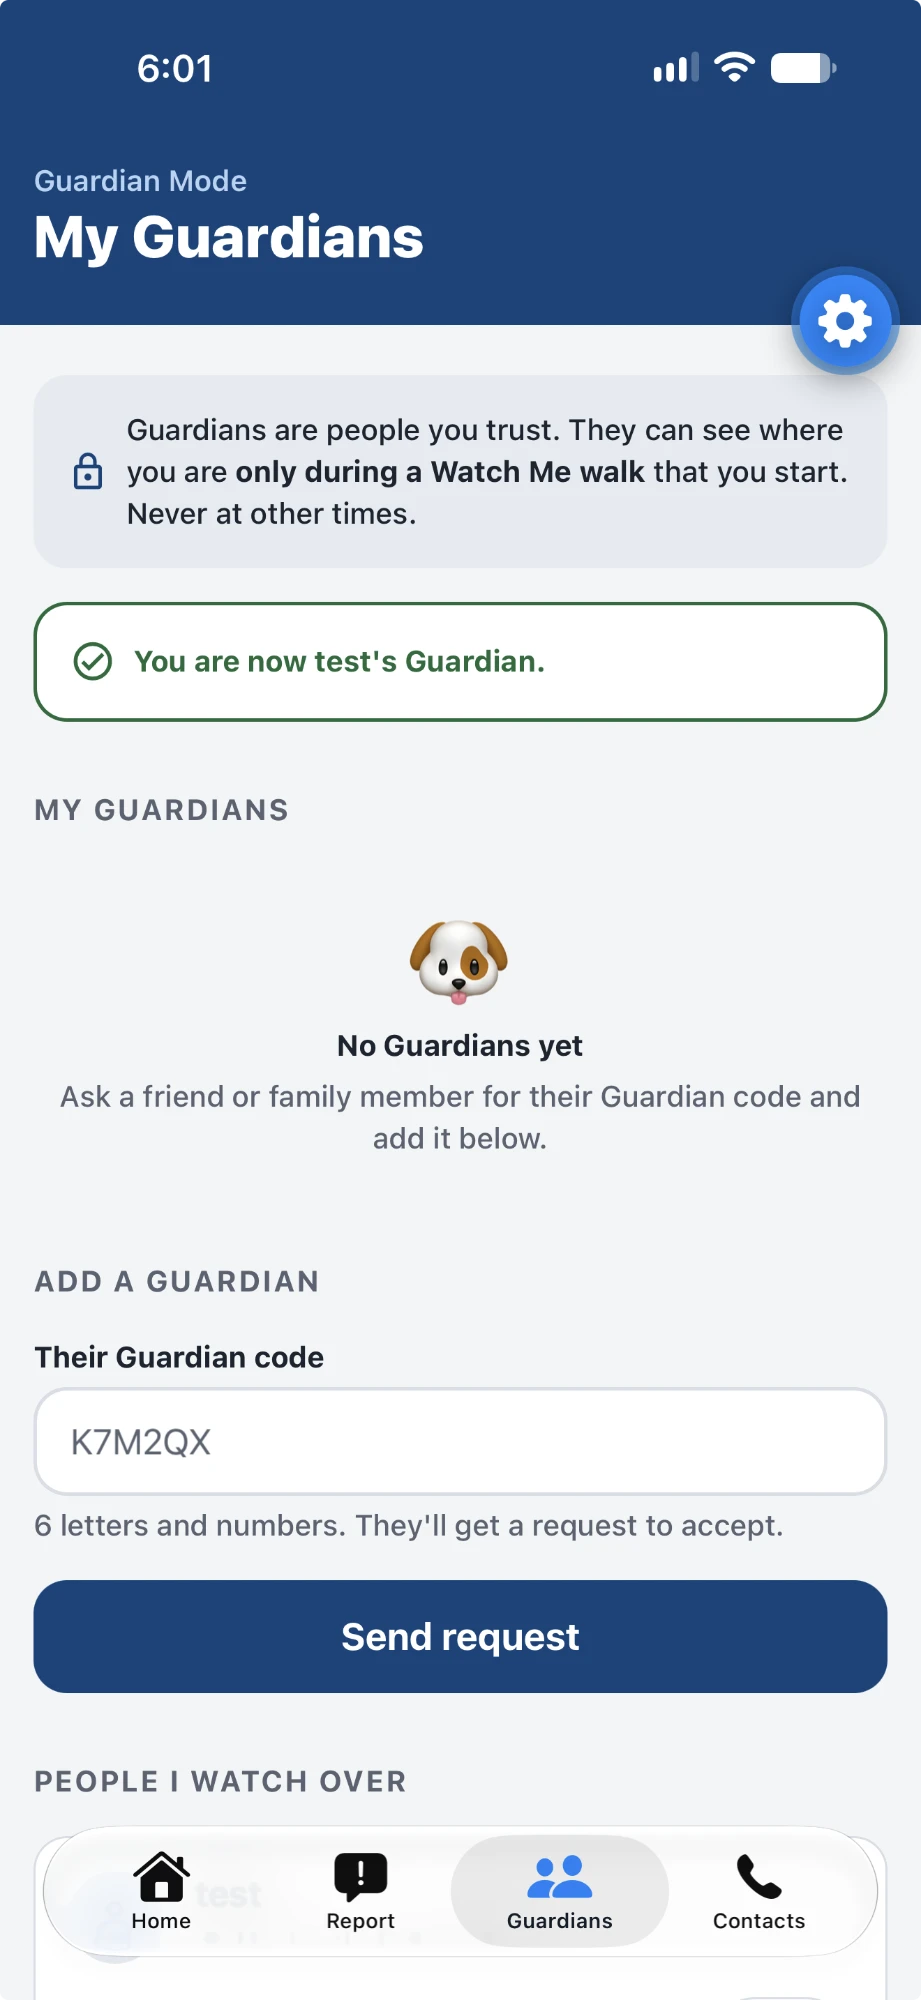 6:01
Guardian Mode
My Guardians
Guardians are people you trust. They can see where
you are only during a Watch Me walk that you start.
Never at other times.
You are now test's Guardian.
MY GUARDIANS
No Guardians yet
Ask a friend or family member for their Guardian code and
add it below.
ADD A GUARDIAN
Their Guardian code
K7M2QX
6 letters and numbers. They'll get a request to accept.
Send request
PEOPLE I WATCH OVER
test
Home
Report
Guardians
Contacts